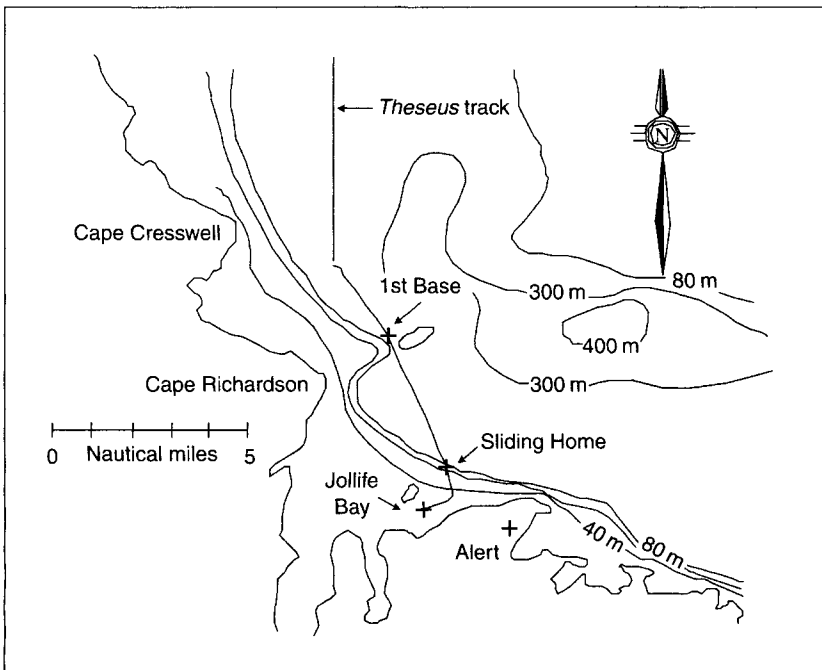 Theseus track
N
Cape Cresswell
1st Base
80 m
300 m
400 m
Cape Richardson
300 m
0 Nautical miles 5
Sliding Home
Jollife
Bay
Alert
40 m
80 m